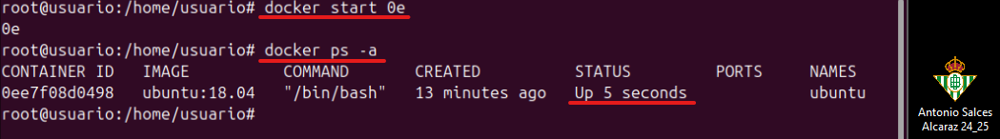 root@usuario:/home/usuario# docker start 0e
0e
root@usuario:/home/usuario# docker ps -a
CONTAINER ID   IMAGE          COMMAND       CREATED          STATUS         PORTS     NAMES
0ee7f08d0498   ubuntu:18.04   "/bin/bash"   13 minutes ago   Up 5 seconds             ubuntu
root@usuario:/home/usuario#
Antonio Salces
Alcaraz 24_25